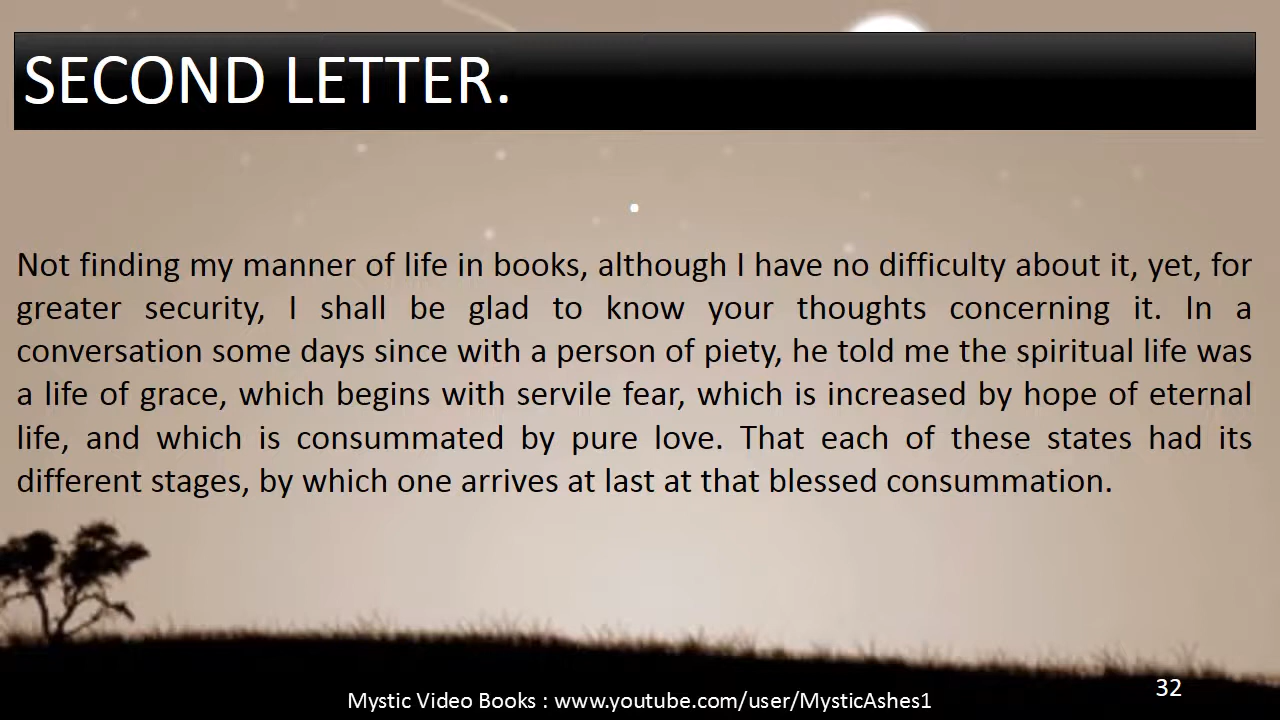 SECOND LETTER.
Not finding my manner of life in books, although I have no difficulty about it, yet, for
greater security, I shall be glad to know your thoughts concerning it. In a
conversation some days since with a person of piety, he told me the spiritual life was
a life of grace, which begins with servile fear, which is increased by hope of eternal
life, and which is consummated by pure love. That each of these states had its
different stages, by which one arrives at last at that blessed consummation.
32
Mystic Video Books : www.youtube.com/user/MysticAshes1